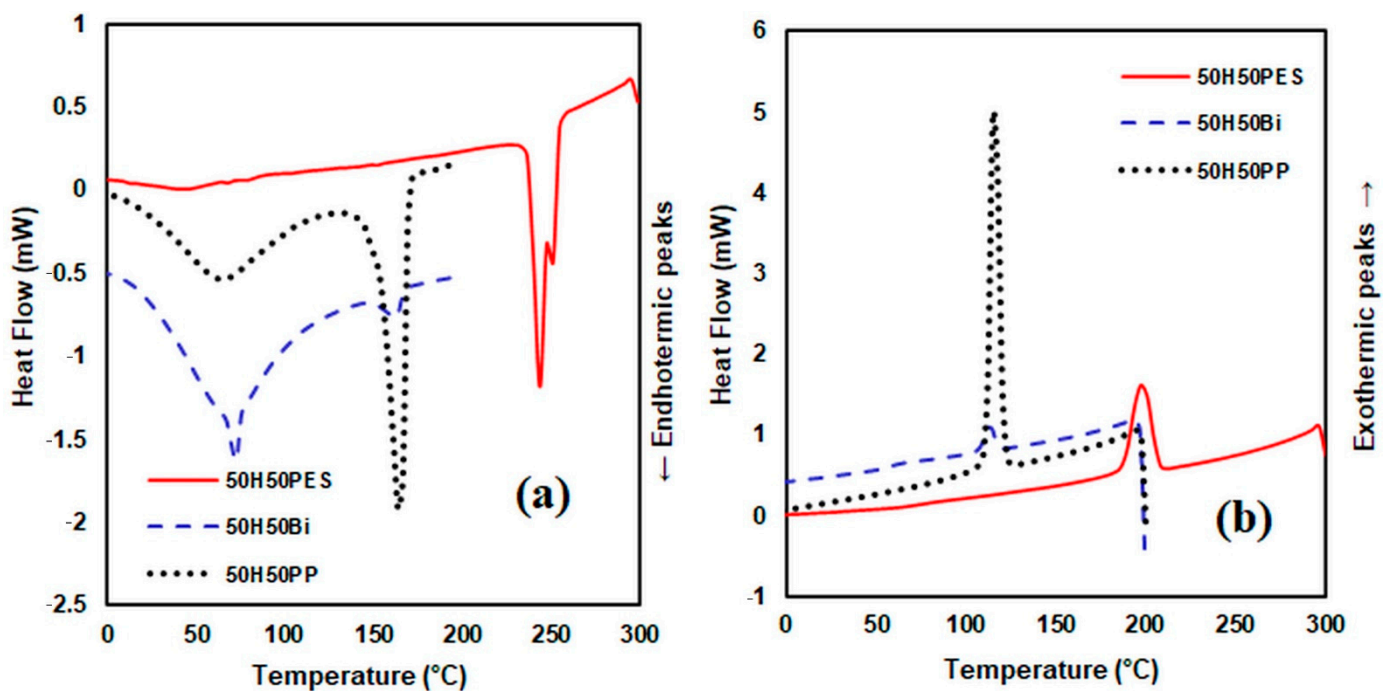 1
0.5
0
-0.5
-1
-1.5
-2
-2.5
Heat Flow (mW)
50H50PES
50H50Bi
50H50PP
(a)
0 50 100 150 200 250 300
Temperature (°C)
← Endhotermic peaks
6
5
4
3
2
1
0
-1
Heat Flow (mW)
50H50PES
50H50Bi
50H50PP
(b)
0 50 100 150 200 250 300
Temperature (°C)
Exothermic peaks →